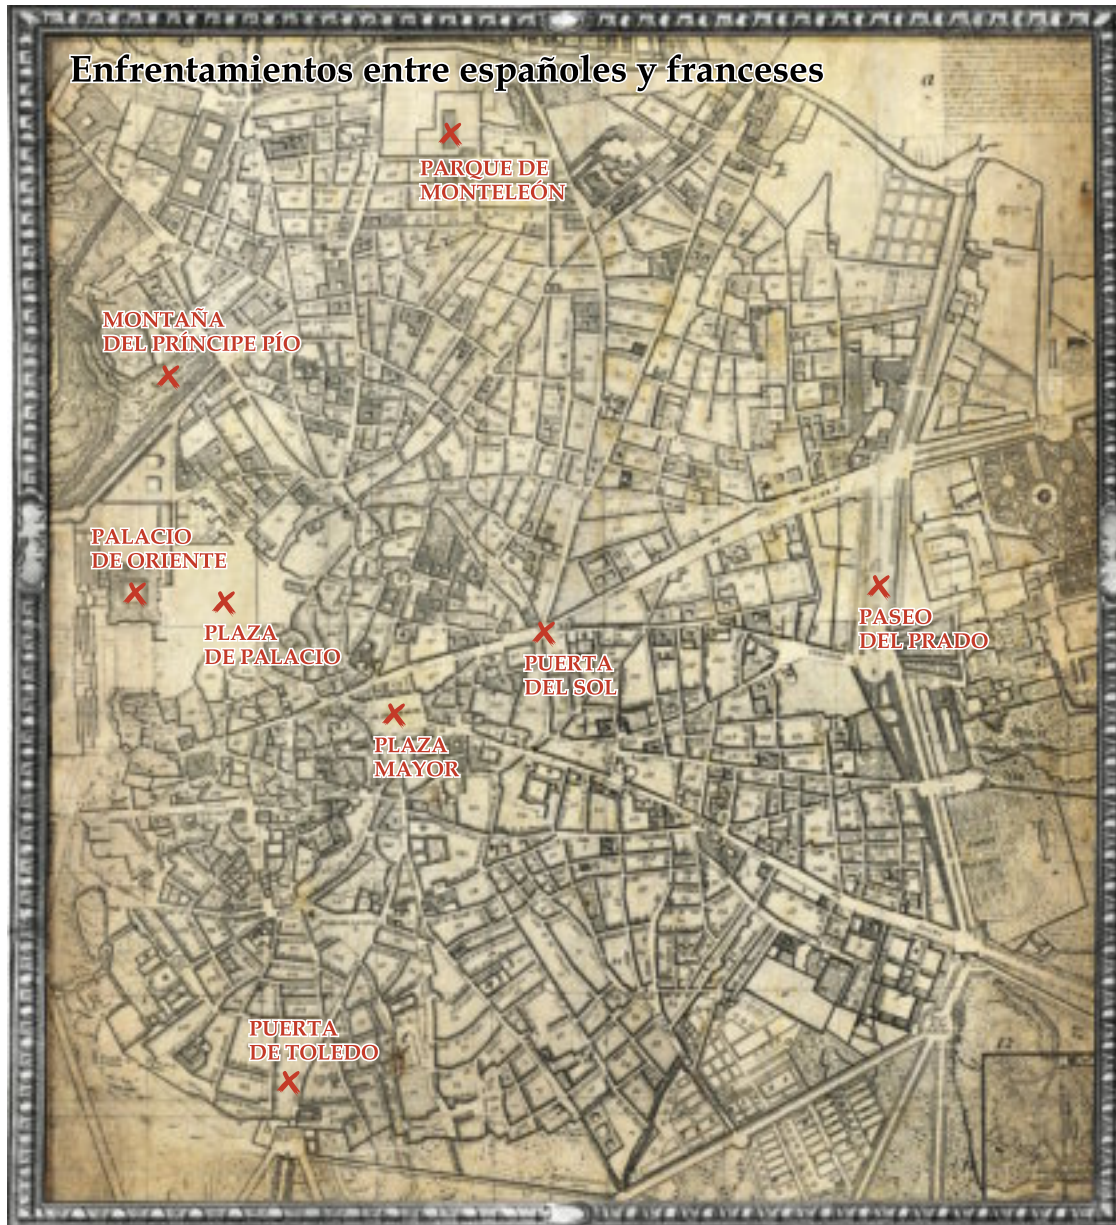 Enfrentamientos entre españoles y franceses
a
PARQUE DE
MONTELEÓN
MONTAÑA
DEL PRÍNCIPE PÍO
PALACIO
DE ORIENTE
PLAZA
DE PALACIO
PASEO
DEL PRADO
PUERTA
DEL SOL
PLAZA
MAYOR
PUERTA
DE TOLEDO